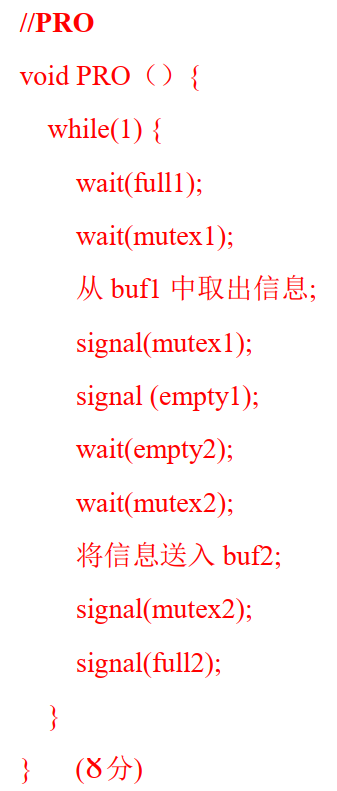 //PRO
void PRO（）{
while(1) {
wait(full1);
wait(mutex1);
从 buf1 中取出信息;
signal(mutex1);
signal (empty1);
wait(empty2);
wait(mutex2);
将信息送入 buf2;
signal(mutex2);
signal(full2);
}
} (8分)